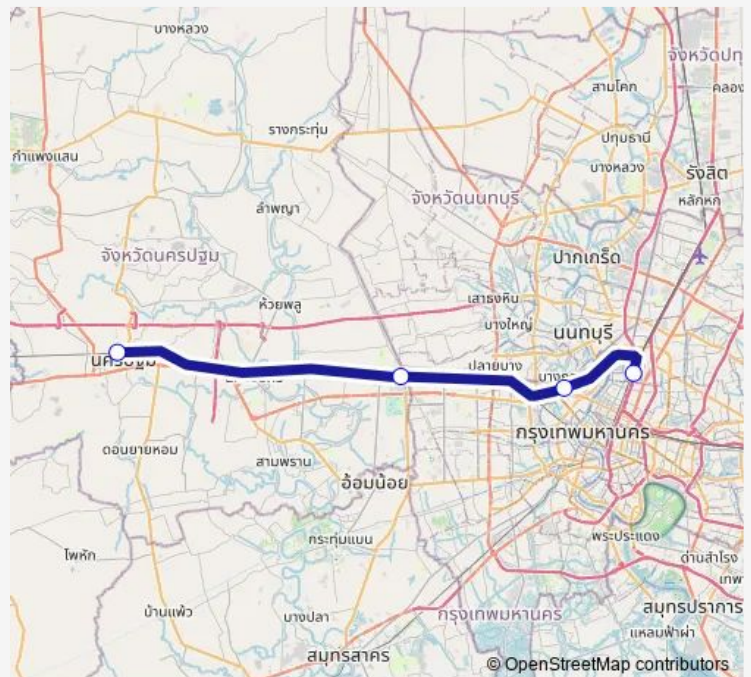 บางหลวง
จังหวัดปทุ
สามโคก
คลอง
รางกระทุ่ม
ปทุมธานี
กำแพงแสน
บางหลวง
รังสิต
จังหวัดนนทบุรี
หลักหก
ลำพญา
จังหวัดนครปฐม
ปากเกร็ด
ห้วยพลู
เสาธงหิน
บางใหญ่
นนทบุรี
นครปฐม
ปลายบาง
กรุงเทพมหานคร
ดอนยายหอม
สามพราน
อ้อมน้อย
กระทุ่มแบน
พระประแดง
โพหัก
ด่านสำโรง
เทพ
บ้านแพ้ว
บางปลา
กรุงเทพมหานคร
สมุทรปราการ
แหลมฟ้าผ่า
สมุทรสาคร
© OpenStreetMap contributors